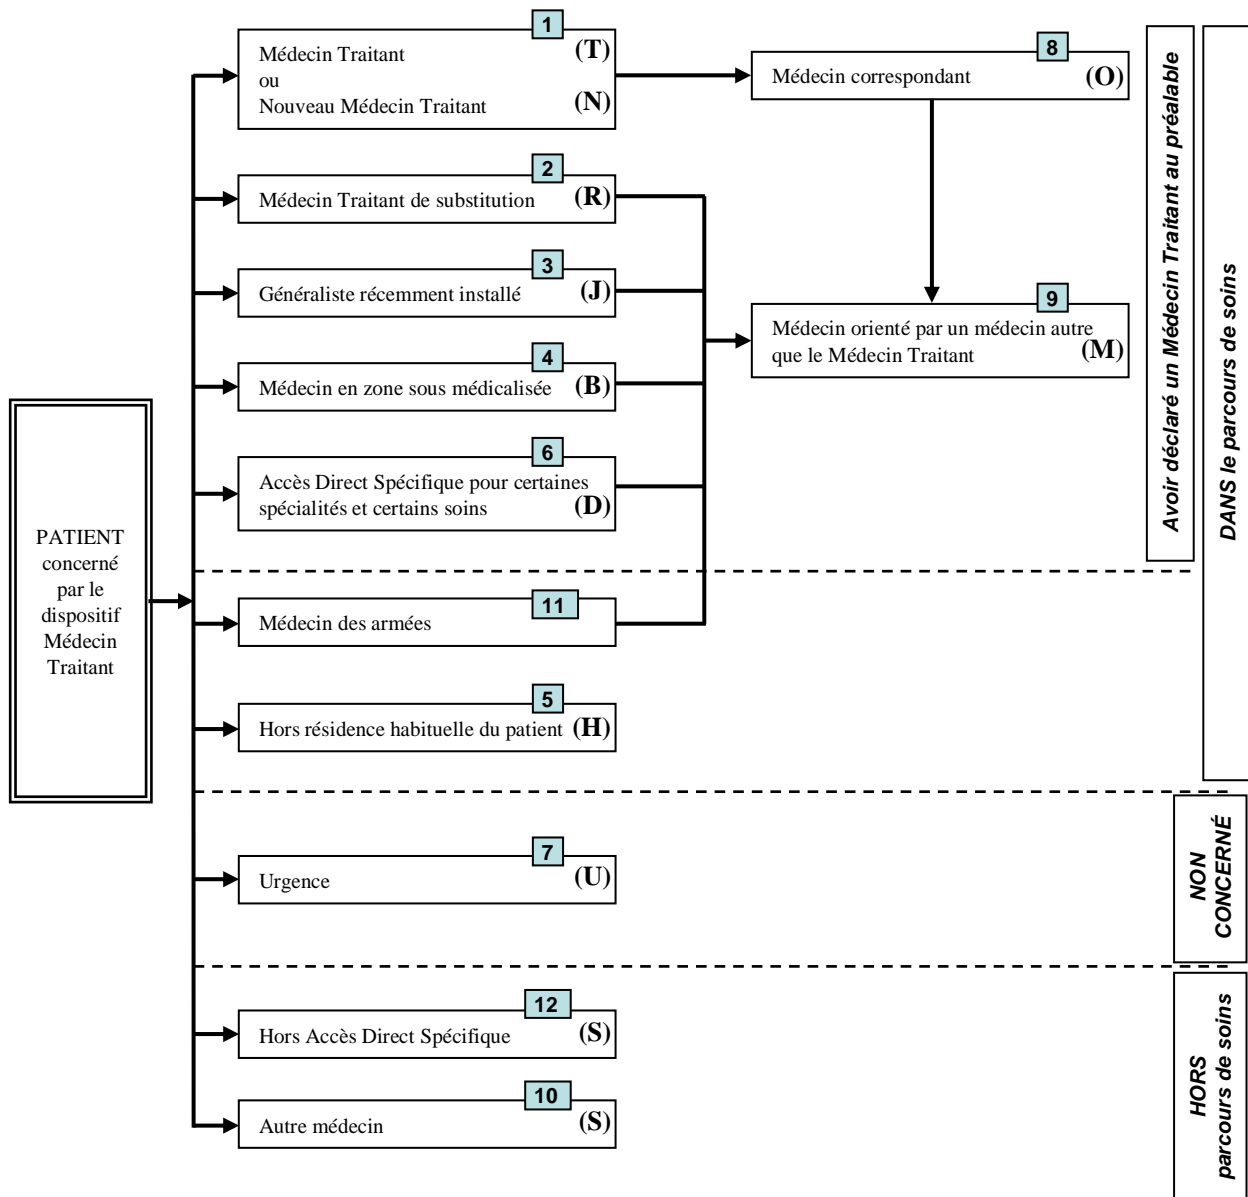 PATIENT
concerné
par le
dispositif
Médecin
Traitant
1
Médecin Traitant
ou
Nouveau Médecin Traitant
(T)
(N)
8
Médecin correspondant
(O)
2
Médecin Traitant de substitution
(R)
3
Généraliste récemment installé
(J)
9
Médecin orienté par un médecin autre
que le Médecin Traitant
(M)
4
Médecin en zone sous médicalisée
(B)
6
Accès Direct Spécifique pour certaines
spécialités et certains soins
(D)
11
Médecin des armées
5
Hors résidence habituelle du patient
(H)
7
Urgence
(U)
12
Hors Accès Direct Spécifique
(S)
10
Autre médecin
(S)
Avoir déclaré un Médecin Traitant au préalable
DANS le parcours de soins
NON
CONCERNÉ
HORS
parcours de soins